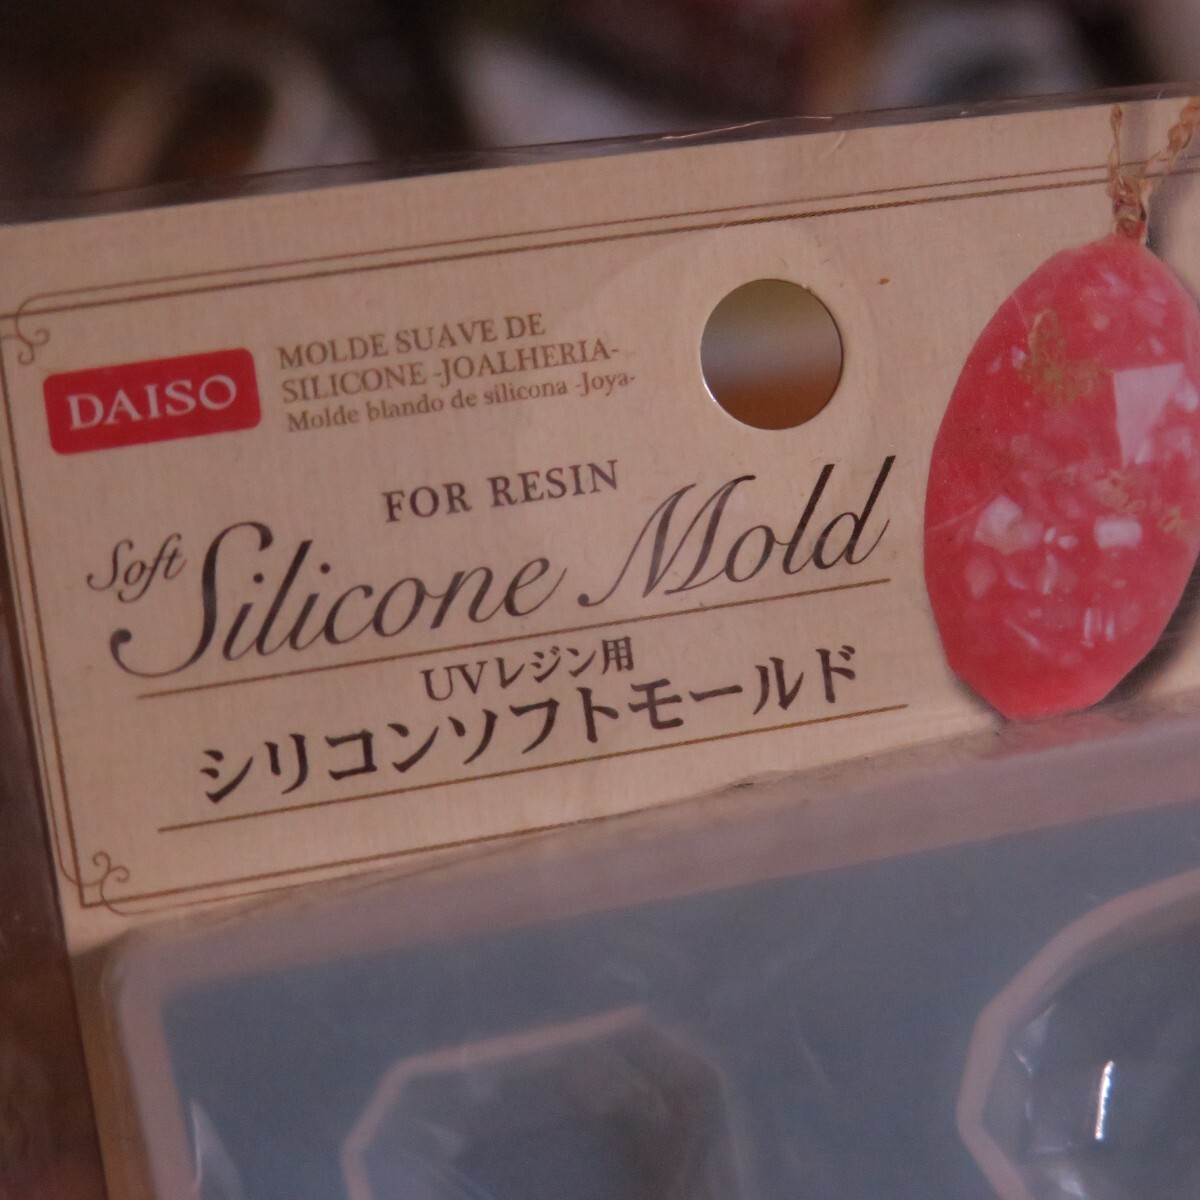 DAISO
MOLDE SUAVE DE
SILICONE -JOALHERIA-
Molde blando de silicona -Joya-
FOR RESIN
Soft Silicone Mold
UVレジン用
シリコンソフトモールド